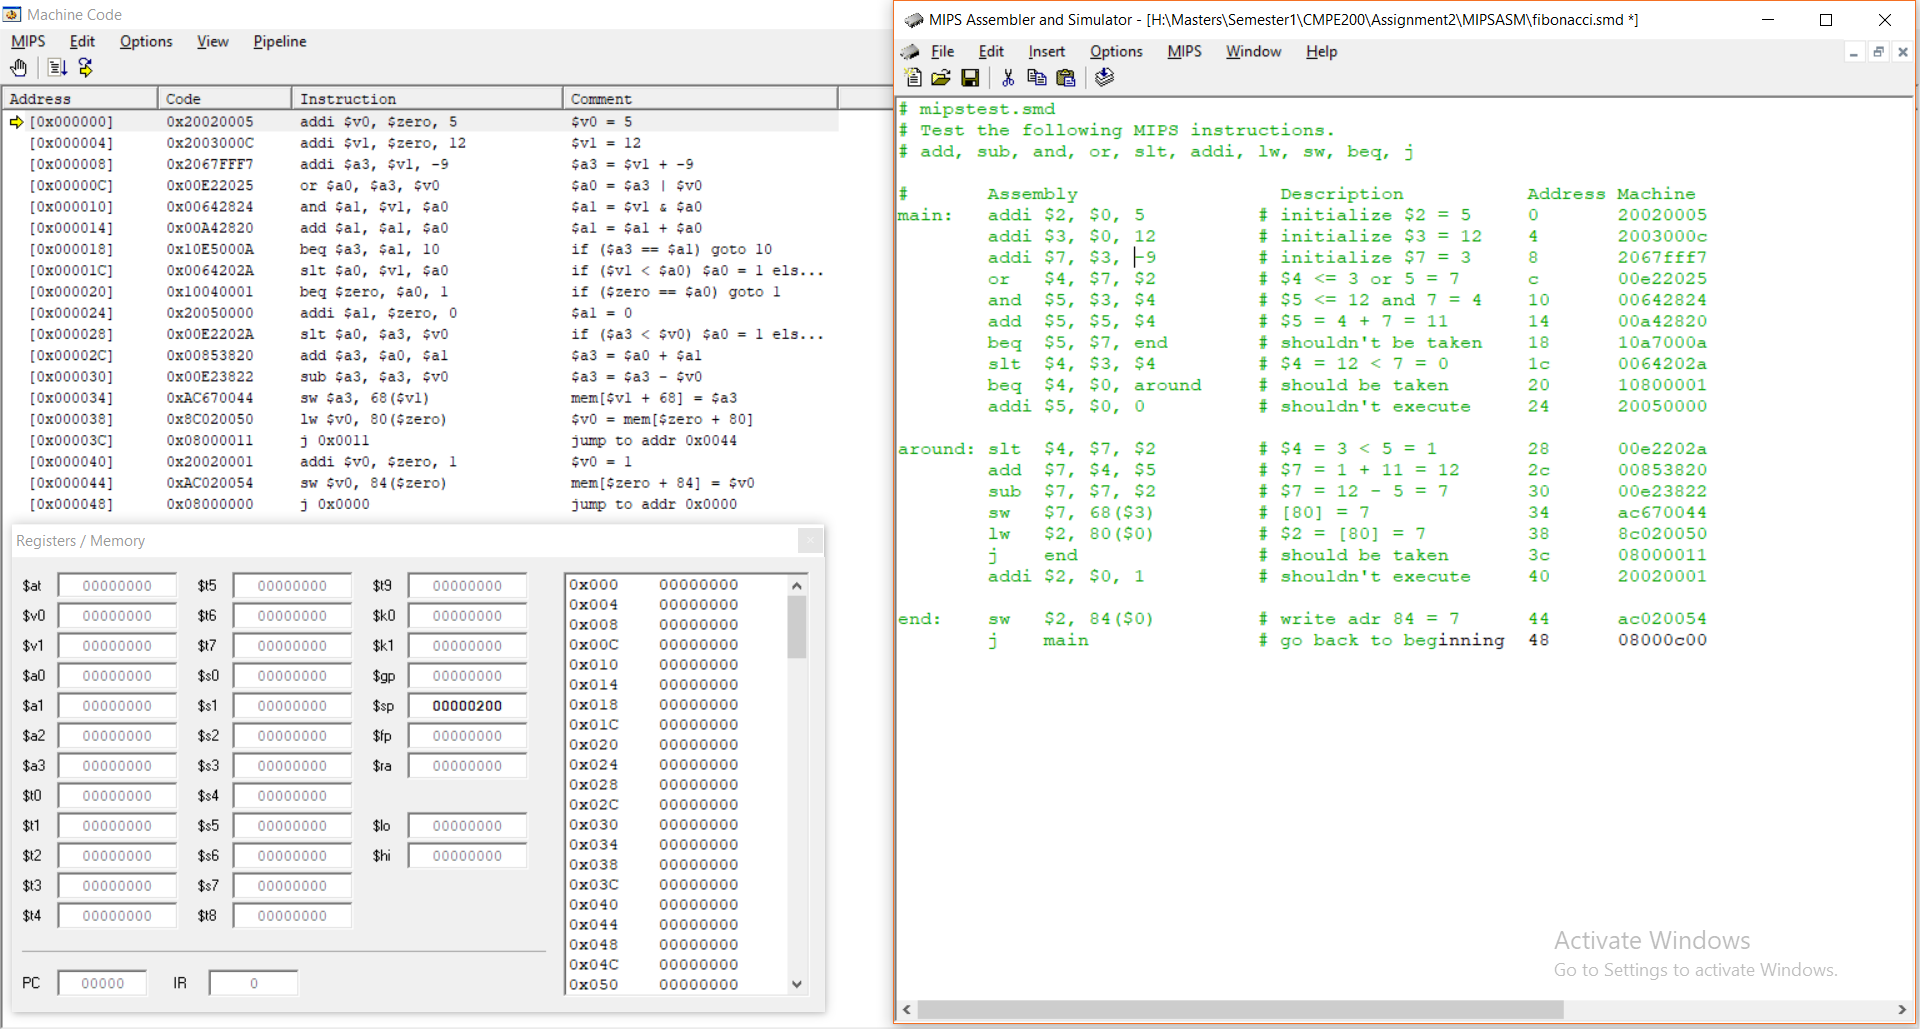 Machine Code
MIPS Edit Options View Pipeline
Address Code Instruction Comment
[0x000000] 0x20020005 addi $v0, $zero, 5 $v0 = 5
[0x000004] 0x2003000C addi $v1, $zero, 12 $v1 = 12
[0x000008] 0x2067FFF7 addi $a3, $v1, -9 $a3 = $v1 + -9
[0x00000C] 0x00E22025 or $a0, $a3, $v0 $a0 = $a3 | $v0
[0x000010] 0x00642824 and $a1, $v1, $a0 $a1 = $v1 & $a0
[0x000014] 0x00A42820 add $a1, $a1, $a0 $a1 = $a1 + $a0
[0x000018] 0x10E5000A beq $a3, $a1, 10 if ($a3 == $a1) goto 10
[0x00001C] 0x0064202A slt $a0, $v1, $a0 if ($v1 < $a0) $a0 = 1 els...
[0x000020] 0x10040001 beq $zero, $a0, 1 if ($zero == $a0) goto 1
[0x000024] 0x20050000 addi $a1, $zero, 0 $a1 = 0
[0x000028] 0x00E2202A slt $a0, $a3, $v0 if ($a3 < $v0) $a0 = 1 els...
[0x00002C] 0x00853820 add $a3, $a0, $a1 $a3 = $a0 + $a1
[0x000030] 0x00E23822 sub $a3, $a3, $v0 $a3 = $a3 - $v0
[0x000034] 0xAC670044 sw $a3, 68($v1) mem[$v1 + 68] = $a3
[0x000038] 0x8C020050 lw $v0, 80($zero) $v0 = mem[$zero + 80]
[0x00003C] 0x08000011 j 0x0011 jump to addr 0x0044
[0x000040] 0x20020001 addi $v0, $zero, 1 $v0 = 1
[0x000044] 0xAC020054 sw $v0, 84($zero) mem[$zero + 84] = $v0
[0x000048] 0x08000000 j 0x0000 jump to addr 0x0000
Registers / Memory
$at 00000000 $t5 00000000 $t9 00000000
$v0 00000000 $t6 00000000 $k0 00000000
$v1 00000000 $t7 00000000 $k1 00000000
$a0 00000000 $s0 00000000 $gp 00000000
$a1 00000000 $s1 00000000 $sp 00000200
$a2 00000000 $s2 00000000 $fp 00000000
$a3 00000000 $s3 00000000 $ra 00000000
$t0 00000000 $s4 00000000
$t1 00000000 $s5 00000000 $lo 00000000
$t2 00000000 $s6 00000000 $hi 00000000
$t3 00000000 $s7 00000000
$t4 00000000 $t8 00000000
PC 00000 IR 0
0x000 00000000
0x004 00000000
0x008 00000000
0x00C 00000000
0x010 00000000
0x014 00000000
0x018 00000000
0x01C 00000000
0x020 00000000
0x024 00000000
0x028 00000000
0x02C 00000000
0x030 00000000
0x034 00000000
0x038 00000000
0x03C 00000000
0x040 00000000
0x044 00000000
0x048 00000000
0x04C 00000000
0x050 00000000
MIPS Assembler and Simulator - [H:\Masters\Semester1\CMPE200\Assignment2\MIPSASM\fibonacci.smd *]
File Edit Insert Options MIPS Window Help
# mipstest.smd
# Test the following MIPS instructions.
# add, sub, and, or, slt, addi, lw, sw, beq, j
# Assembly Description Address Machine
main: addi $2, $0, 5 # initialize $2 = 5 0 20020005
addi $3, $0, 12 # initialize $3 = 12 4 2003000c
addi $7, $3, -9 # initialize $7 = 3 8 2067fff7
or $4, $7, $2 # $4 <= 3 or 5 = 7 c 00e22025
and $5, $3, $4 # $5 <= 12 and 7 = 4 10 00642824
add $5, $5, $4 # $5 = 4 + 7 = 11 14 00a42820
beq $5, $7, end # shouldn't be taken 18 10a7000a
slt $4, $3, $4 # $4 = 12 < 7 = 0 1c 0064202a
beq $4, $0, around # should be taken 20 10800001
addi $5, $0, 0 # shouldn't execute 24 20050000
around: slt $4, $7, $2 # $4 = 3 < 5 = 1 28 00e2202a
add $7, $4, $5 # $7 = 1 + 11 = 12 2c 00853820
sub $7, $7, $2 # $7 = 12 - 5 = 7 30 00e23822
sw $7, 68($3) # [80] = 7 34 ac670044
lw $2, 80($0) # $2 = [80] = 7 38 8c020050
j end # should be taken 3c 08000011
addi $2, $0, 1 # shouldn't execute 40 20020001
end: sw $2, 84($0) # write adr 84 = 7 44 ac020054
j main # go back to beginning 48 08000c00
Activate Windows
Go to Settings to activate Windows.